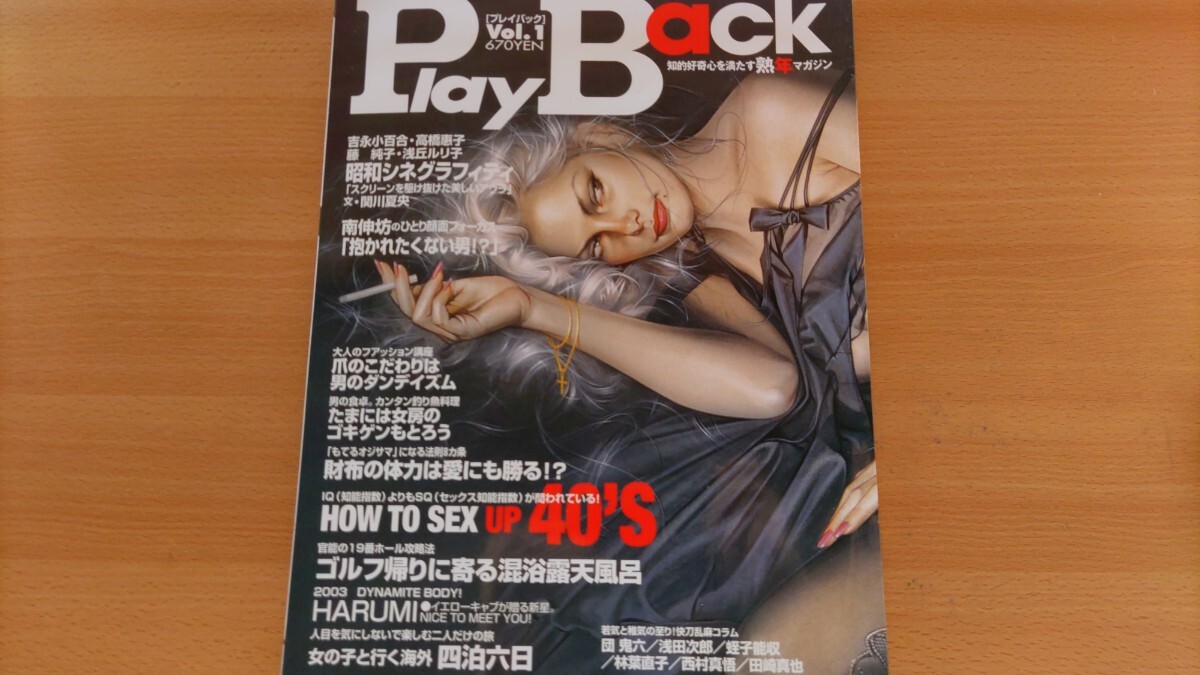 PlayBack
[プレイバック]
Vol.1
670YEN
知的好奇心を満たす熟年マガジン
吉永小百合・高橋惠子
藤 純子・浅丘ルリ子
昭和シネグラフィティ
「スクリーンを駆け抜けた美しいアウラ」
文・関川夏央
南伸坊のひとり顔面フォーカス
「抱かれたくない男!?」
大人のファッション講座
爪のこだわりは
男のダンディズム
男の食卓。カンタン釣り魚料理
たまには女房の
ゴキゲンもとろう
「もてるオジサマ」になる法則8カ条
財布の体力は愛にも勝る!?
IQ(知能指数)よりもSQ(セックス知能指数)が問われている!
HOW TO SEX UP 40'S
官能の19番ホール攻略法
ゴルフ帰りに寄る混浴露天風呂
2003 DYNAMITE BODY!
HARUMI●イエローキャブが贈る新星。
NICE TO MEET YOU!
人目を気にしないで楽しむ二人だけの旅
女の子と行く海外 四泊六日
若気と稚気の至り!快刀乱麻コラム
団 鬼六/浅田次郎/蛭子能収
/林葉直子/西村真悟/田崎真也